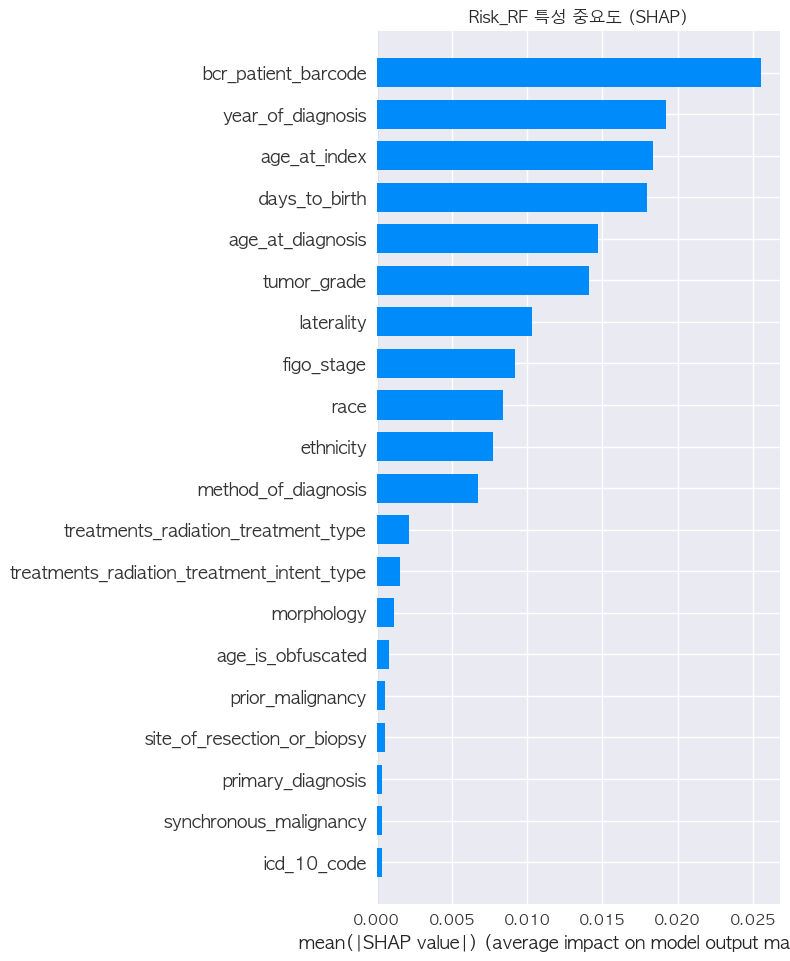 Risk_RF 특성 중요도 (SHAP)
bcr_patient_barcode
year_of_diagnosis
age_at_index
days_to_birth
age_at_diagnosis
tumor_grade
laterality
figo_stage
race
ethnicity
method_of_diagnosis
treatments_radiation_treatment_type
treatments_radiation_treatment_intent_type
morphology
age_is_obfuscated
prior_malignancy
site_of_resection_or_biopsy
primary_diagnosis
synchronous_malignancy
icd_10_code
0.000 0.005 0.010 0.015 0.020 0.025
mean(|SHAP value|) (average impact on model output ma